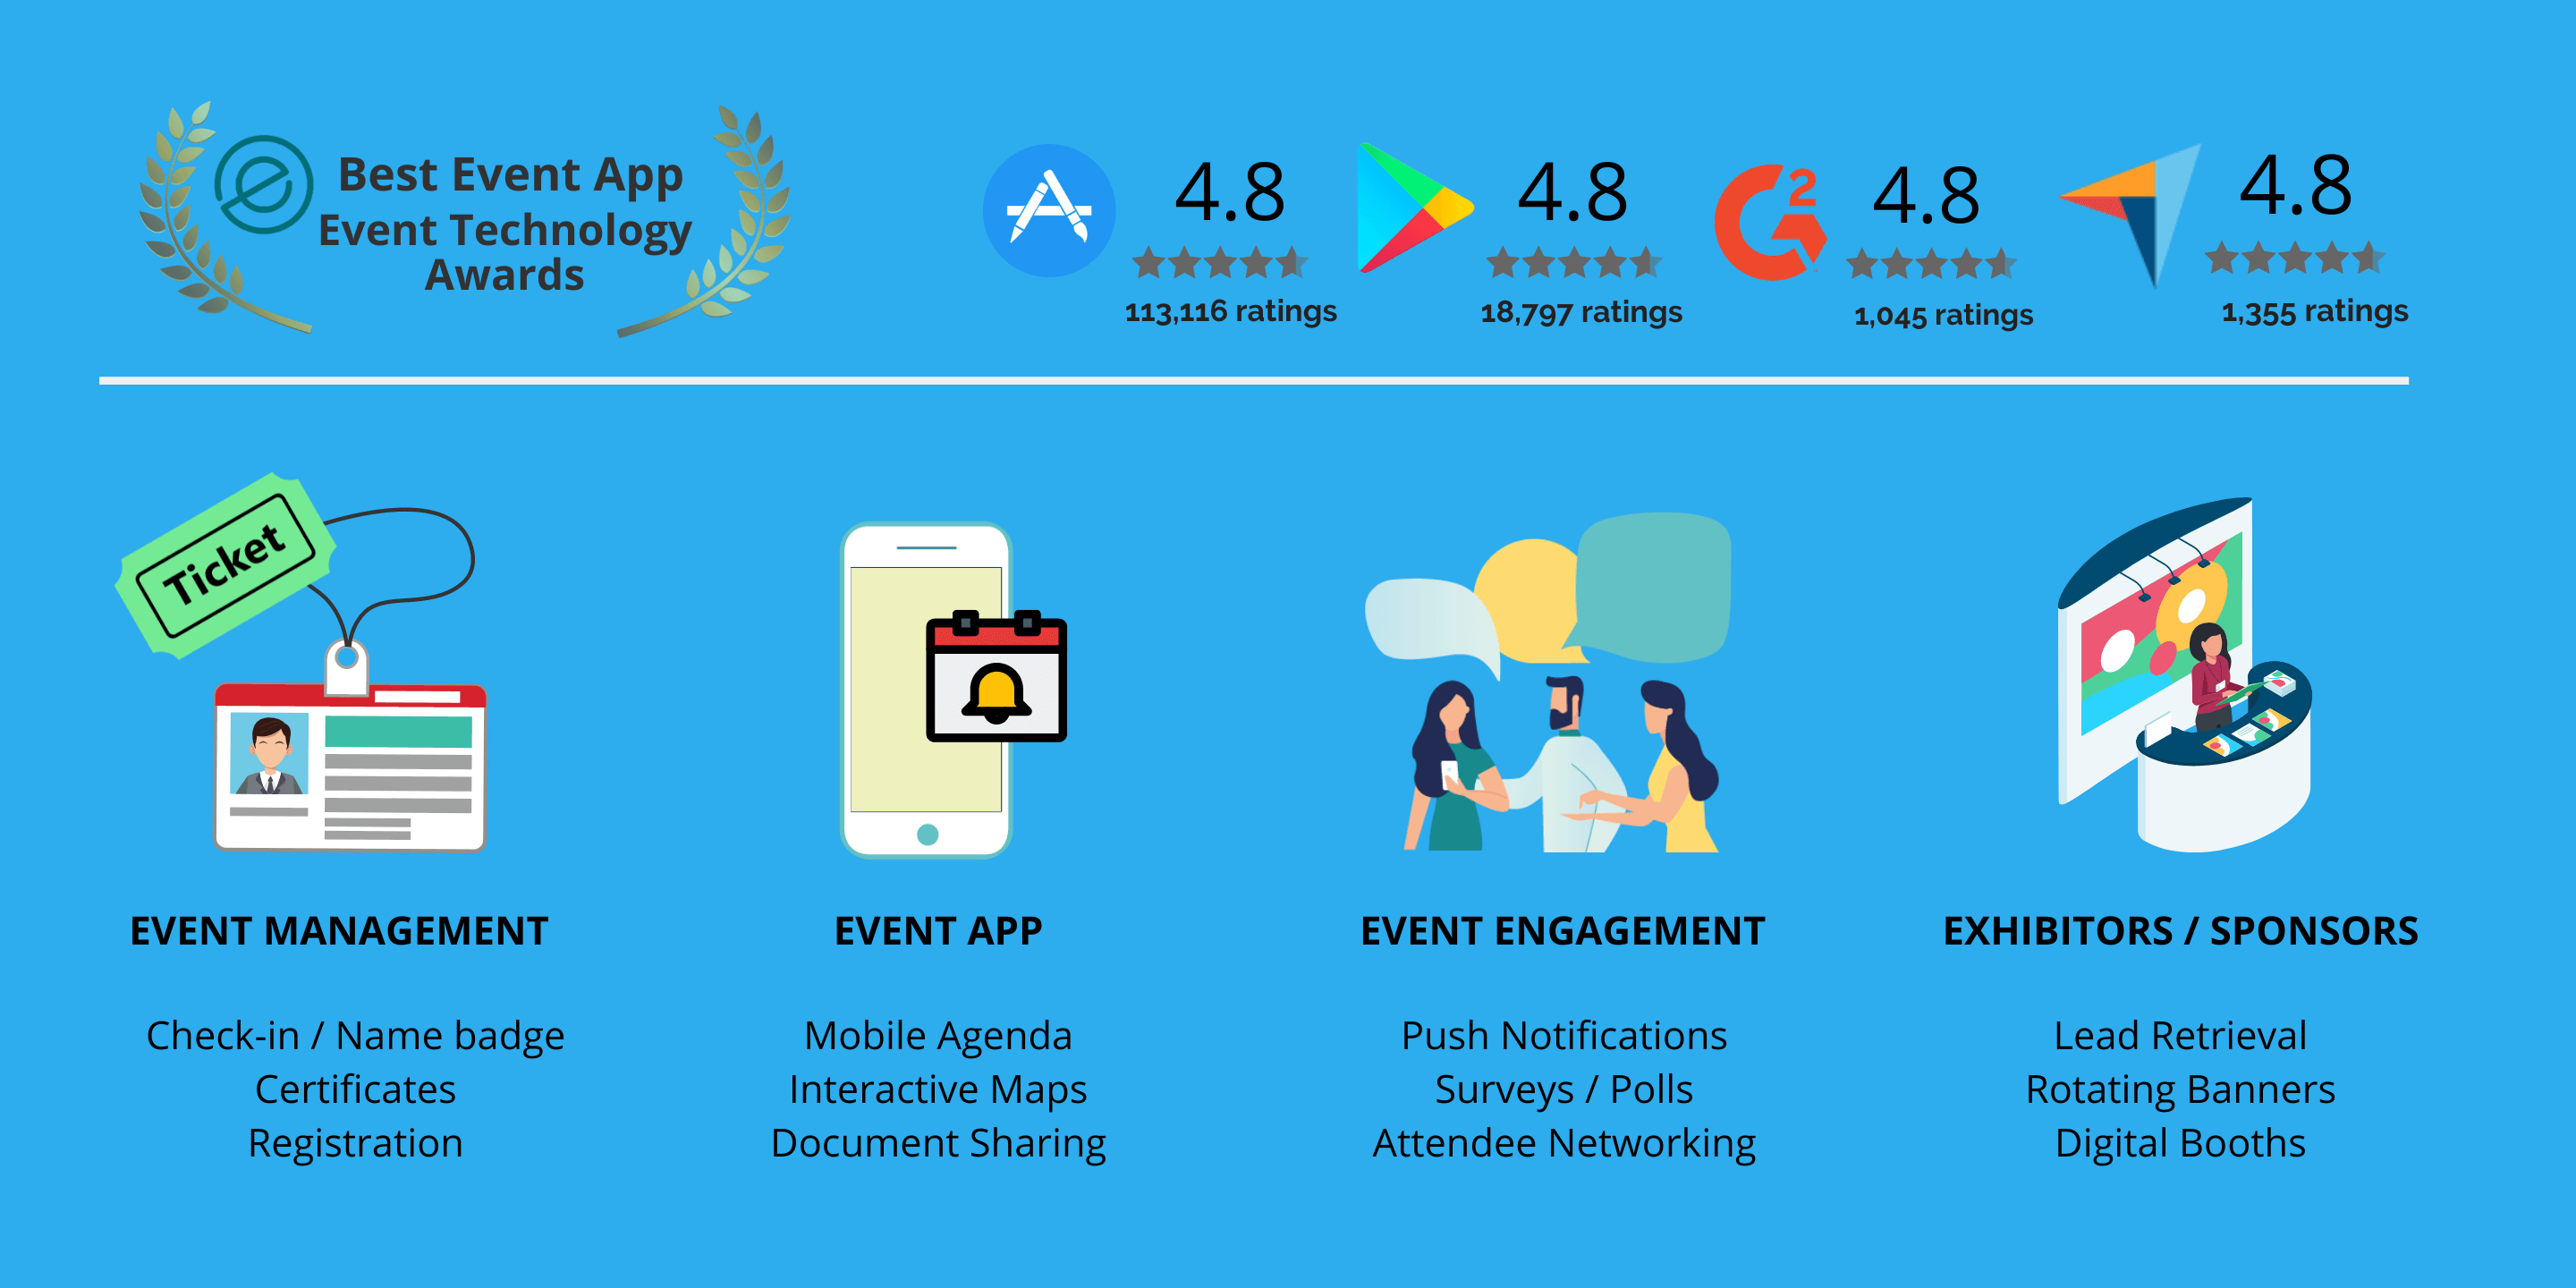 Best Event App
Event Technology
Awards
4.8
113,116 ratings
4.8
18,797 ratings
G2
4.8
1,045 ratings
4.8
1,355 ratings
Ticket
EVENT MANAGEMENT
Check-in / Name badge
Certificates
Registration
EVENT APP
Mobile Agenda
Interactive Maps
Document Sharing
EVENT ENGAGEMENT
Push Notifications
Surveys / Polls
Attendee Networking
EXHIBITORS / SPONSORS
Lead Retrieval
Rotating Banners
Digital Booths